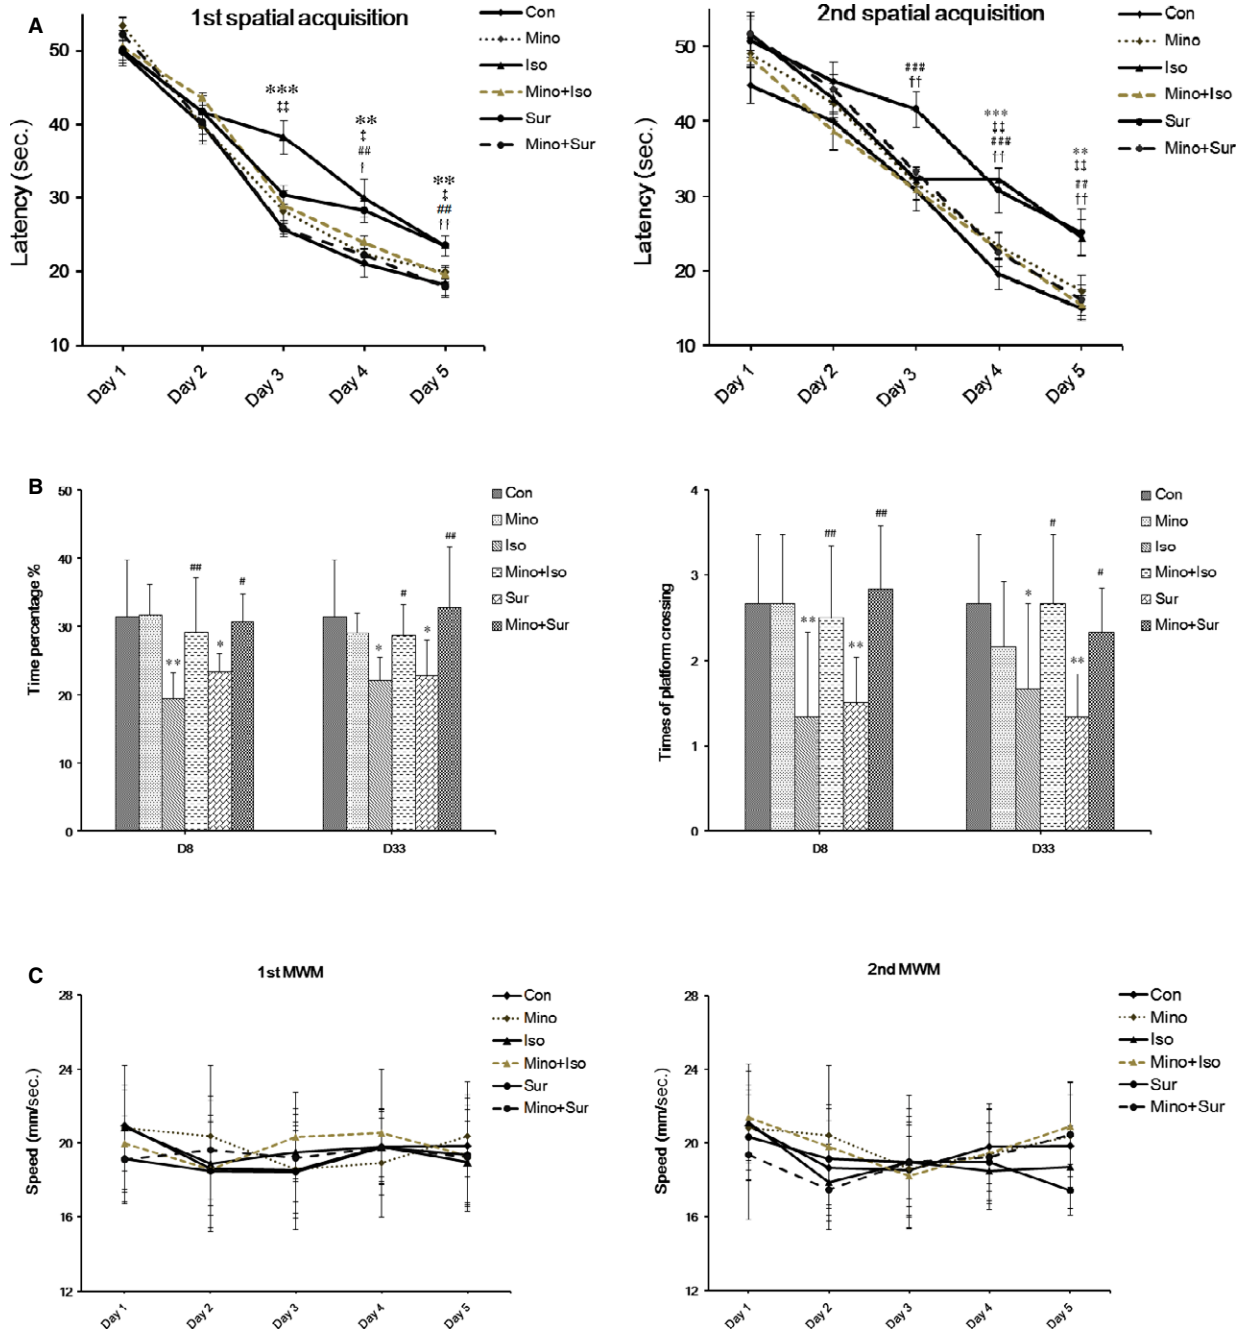 A
1st spatial acquisition
Latency (sec.)
50
40
30
20
10
Day 1
Day 2
Day 3
Day 4
Day 5
***
‡‡
**
‡
##
†
**
‡
##
††
Con
Mino
Iso
Mino+Iso
Sur
Mino+Sur
2nd spatial acquisition
Latency (sec.)
50
40
30
20
10
Day 1
Day 2
Day 3
Day 4
Day 5
###
††
***
‡‡
###
††
**
‡‡
##
††
Con
Mino
Iso
Mino+Iso
Sur
Mino+Sur
B
Time percentage %
50
40
30
20
10
0
D8
D33
**
##
*
#
*
#
*
##
Con
Mino
Iso
Mino+Iso
Sur
Mino+Sur
Times of platform crossing
4
3
2
1
0
D8
D33
**
##
**
##
*
#
**
#
Con
Mino
Iso
Mino+Iso
Sur
Mino+Sur
C
1st MWM
Speed (mm/sec.)
28
24
20
16
12
Day 1
Day 2
Day 3
Day 4
Day 5
Con
Mino
Iso
Mino+Iso
Sur
Mino+Sur
2nd MWM
Speed (mm/sec.)
28
24
20
16
12
Day 1
Day 2
Day 3
Day 4
Day 5
Con
Mino
Iso
Mino+Iso
Sur
Mino+Sur